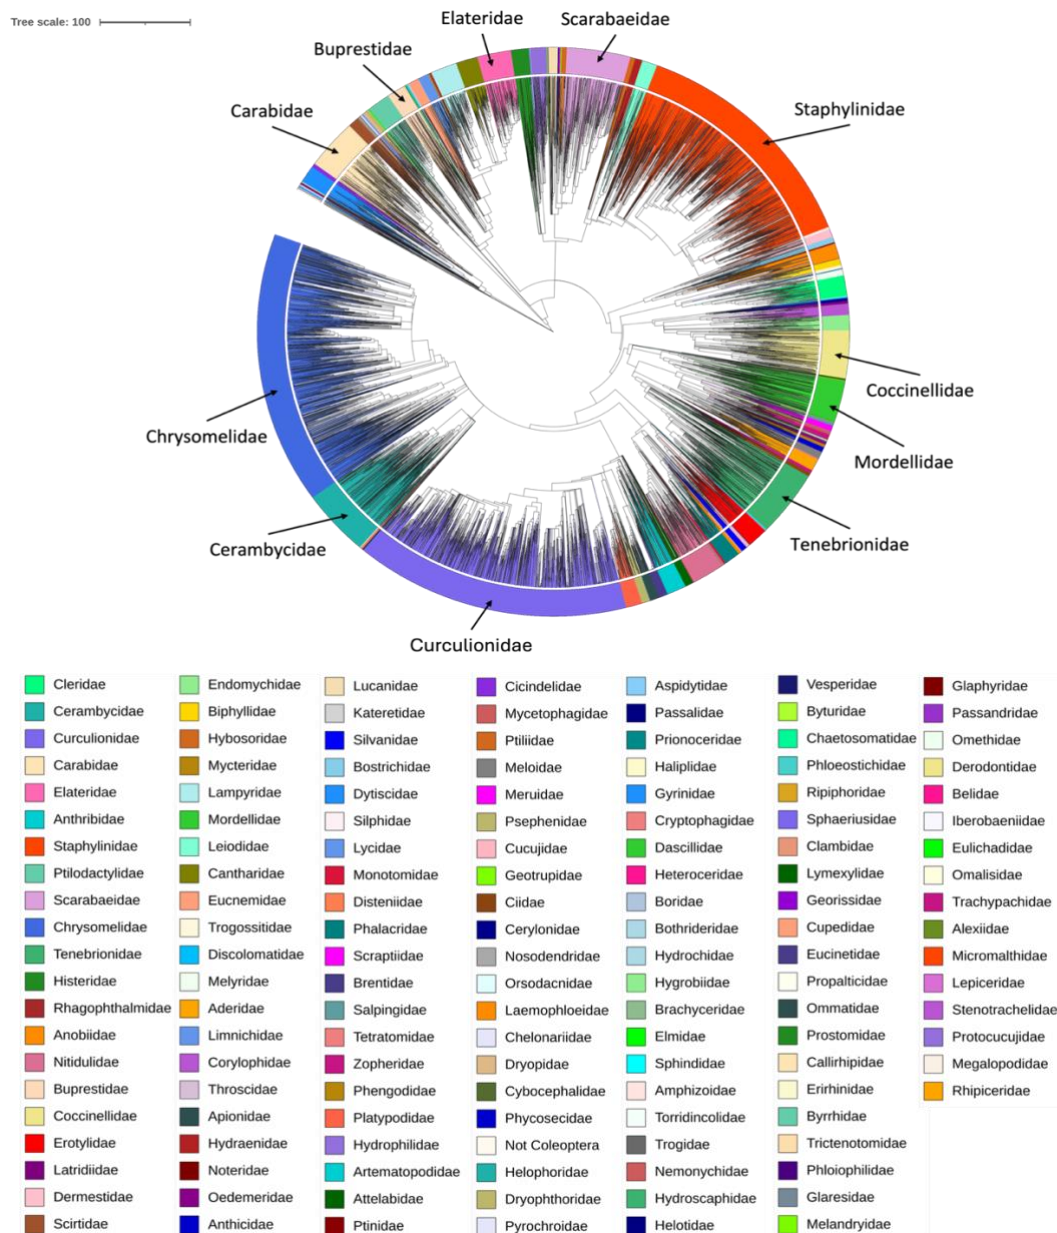 Tree scale: 100
Elateridae
Scarabaeidae
Buprestidae
Carabidae
Staphylinidae
Coccinellidae
Chrysomelidae
Mordellidae
Cerambycidae
Tenebrionidae
Curculionidae
Cleridae
Cerambycidae
Curculionidae
Carabidae
Elateridae
Anthribidae
Staphylinidae
Ptilodactylidae
Scarabaeidae
Chrysomelidae
Tenebrionidae
Histeridae
Rhagophthalmidae
Anobiidae
Nitidulidae
Buprestidae
Coccinellidae
Erotylidae
Latridiidae
Dermestidae
Scirtidae
Endomychidae
Biphyllidae
Hybosoridae
Mycteridae
Lampyridae
Mordellidae
Leiodidae
Cantharidae
Eucnemidae
Trogossitidae
Discolomatidae
Melyridae
Aderidae
Limnichidae
Corylophidae
Throscidae
Apionidae
Hydraenidae
Noteridae
Oedemeridae
Anthicidae
Lucanidae
Kateretidae
Silvanidae
Bostrichidae
Dytiscidae
Silphidae
Lycidae
Monotomidae
Disteniidae
Phalacridae
Scraptiidae
Brentidae
Salpingidae
Tetratomidae
Zopheridae
Phengodidae
Platypodidae
Hydrophilidae
Artematopodidae
Attelabidae
Ptinidae
Cicindelidae
Mycetophagidae
Ptiliidae
Meloidae
Meruidae
Psephenidae
Cucujidae
Geotrupidae
Ciidae
Cerylonidae
Nosodendridae
Orsodacnidae
Laemophloeidae
Chelonariidae
Dryopidae
Cybocephalidae
Phycosecidae
Not Coleoptera
Helophoridae
Dryophthoridae
Pyrochroidae
Aspidytidae
Passalidae
Prionoceridae
Haliplidae
Gyrinidae
Cryptophagidae
Dascillidae
Heteroceridae
Boridae
Bothrideridae
Hydrochidae
Hygrobiidae
Brachyceridae
Elmidae
Sphindidae
Amphizoidae
Torridincolidae
Trogidae
Nemonychidae
Hydroscaphidae
Helotidae
Vesperidae
Byturidae
Chaetosomatidae
Phloeostichidae
Ripiphoridae
Sphaeriusidae
Clambidae
Lymexylidae
Georissidae
Cupedidae
Eucinetidae
Propalticidae
Ommatidae
Prostomidae
Callirhipidae
Erirhinidae
Byrrhidae
Trictenotomidae
Phloiophilidae
Glaresidae
Melandryidae
Glaphyridae
Passandridae
Omethidae
Derodontidae
Belidae
Iberobaeniidae
Eulichadidae
Omalisidae
Trachypachidae
Alexiidae
Micromalthidae
Lepiceridae
Stenotrachelidae
Protocucujidae
Megalopodidae
Rhipiceridae